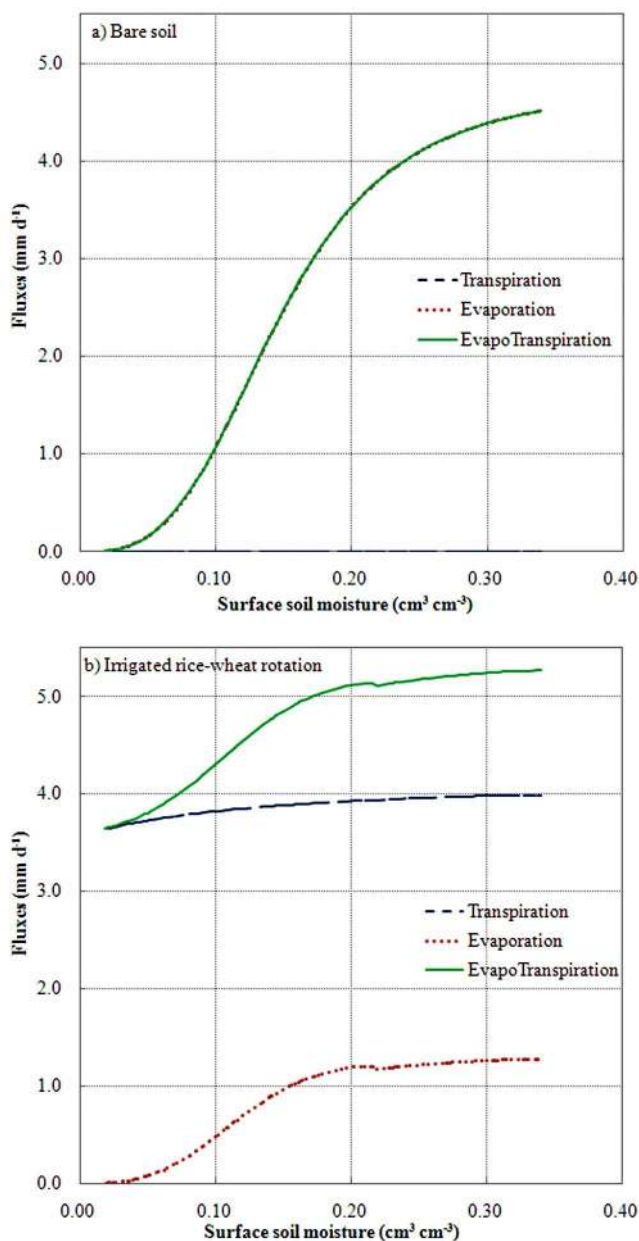 a) Bare soil
5.0
4.0
3.0
2.0
1.0
0.0
Fluxes (mm d⁻¹)
Transpiration
Evaporation
EvapoTranspiration
0.00 0.10 0.20 0.30 0.40
Surface soil moisture (cm³ cm⁻³)
b) Irrigated rice-wheat rotation
5.0
4.0
3.0
2.0
1.0
0.0
Fluxes (mm d⁻¹)
Transpiration
Evaporation
EvapoTranspiration
0.00 0.10 0.20 0.30 0.40
Surface soil moisture (cm³ cm⁻³)